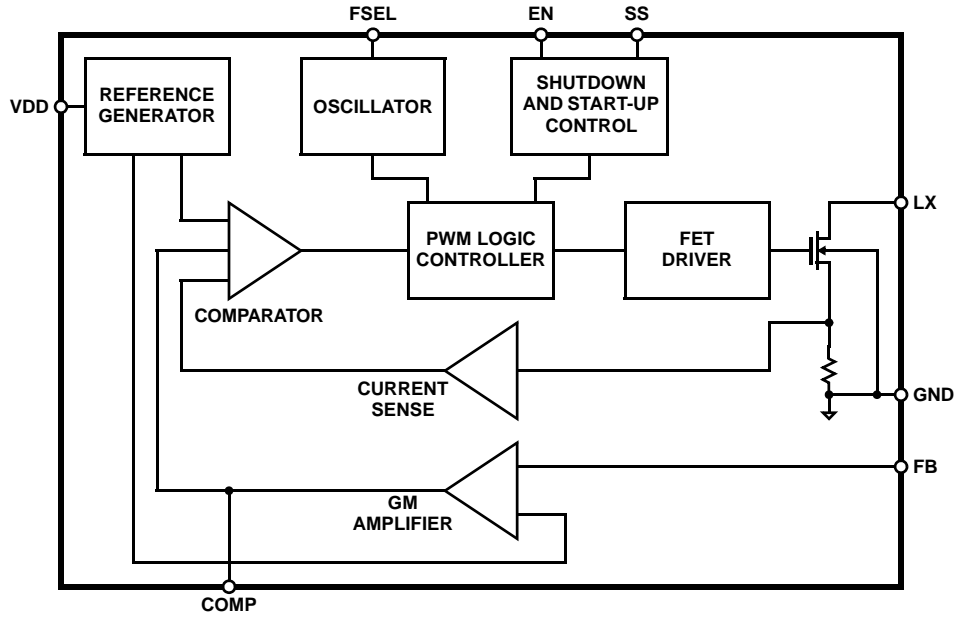 FSEL
EN
SS
VDD
REFERENCE
GENERATOR
OSCILLATOR
SHUTDOWN
AND START-UP
CONTROL
LX
PWM LOGIC
CONTROLLER
FET
DRIVER
COMPARATOR
CURRENT
SENSE
GND
FB
GM
AMPLIFIER
COMP